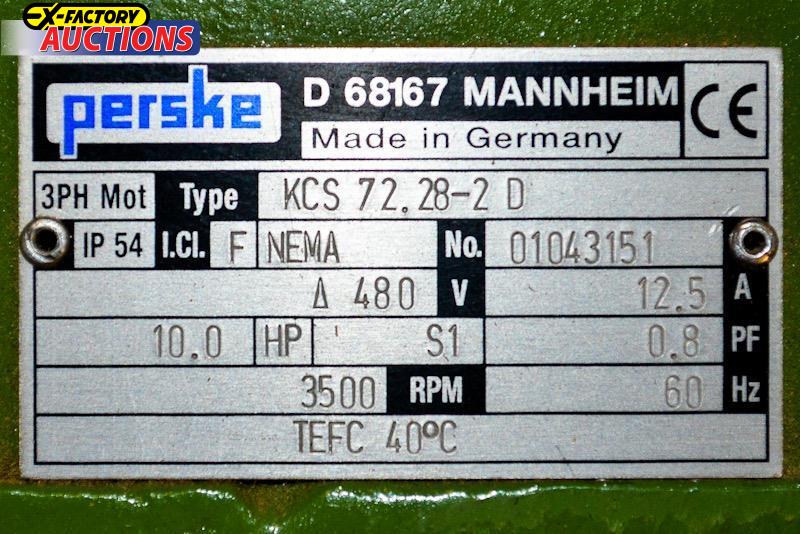 EX-FACTORY
AUCTIONS
perske
D 68167 MANNHEIM
Made in Germany
CE
3PH Mot Type KCS 72.28-2 D
IP 54 I.Cl. F NEMA No. 01043151
Δ 480 V 12.5 A
10.0 HP S1 0.8 PF
3500 RPM 60 Hz
TEFC 40°C